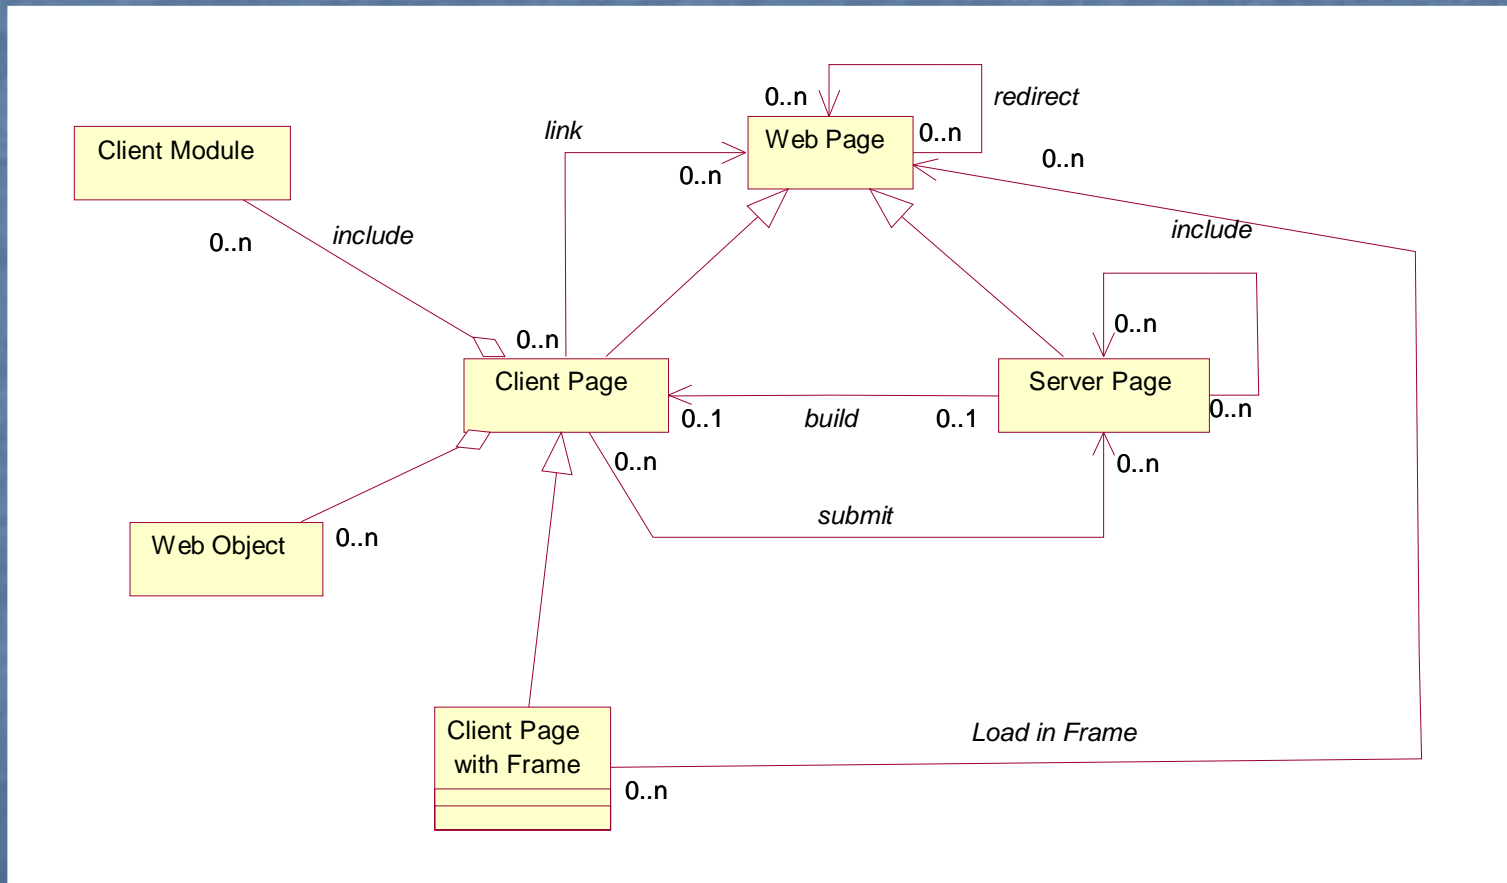 0..n
redirect
link
Web Page
0..n
0..n
0..n
Client Module
0..n
include
include
0..n
0..n
0..n
Client Page
Server Page
0..1
build
0..1
0..n
0..n
0..n
submit
Web Object
0..n
Client Page
with Frame
Load in Frame
0..n